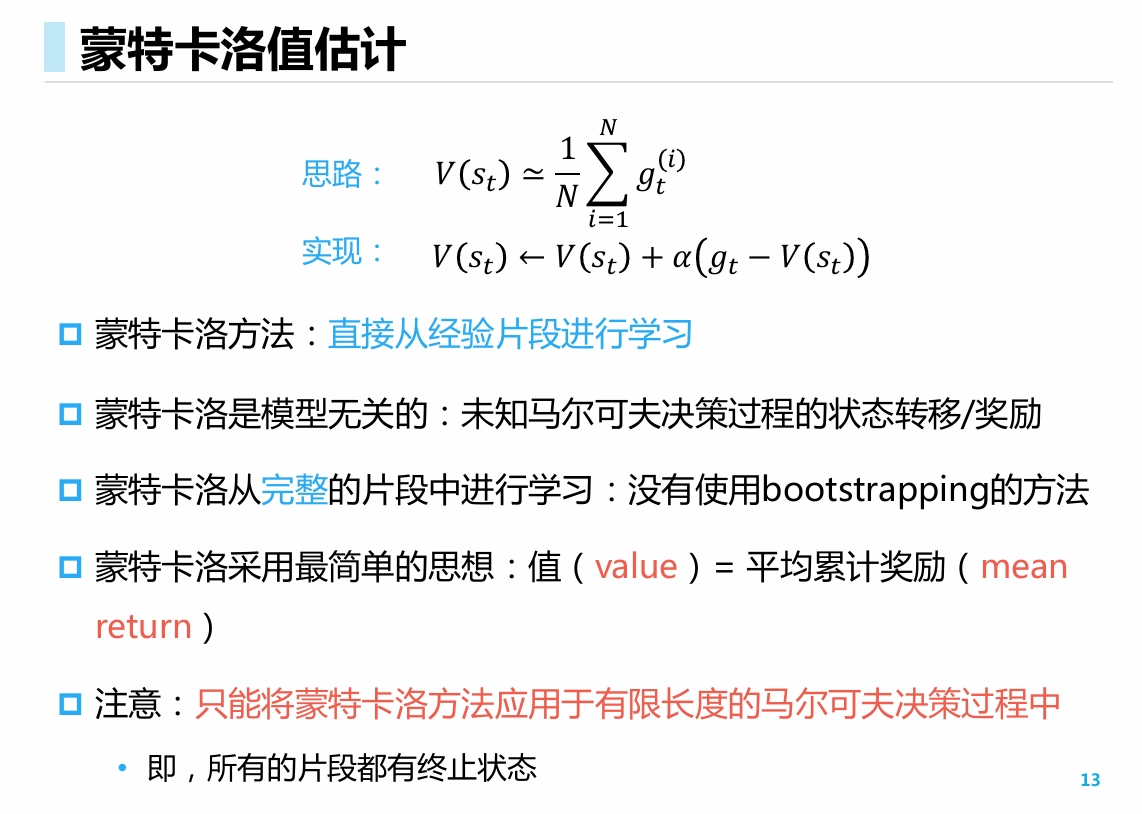 蒙特卡洛值估计
思路： V(s_t) ≃ \frac{1}{N} \sum_{i=1}^{N} g_t^{(i)}
实现： V(s_t) ← V(s_t) + α(g_t − V(s_t))
蒙特卡洛方法：直接从经验片段进行学习
蒙特卡洛是模型无关的：未知马尔可夫决策过程的状态转移/奖励
蒙特卡洛从完整的片段中进行学习：没有使用bootstrapping的方法
蒙特卡洛采用最简单的思想：值（value）= 平均累计奖励（mean
return）
注意：只能将蒙特卡洛方法应用于有限长度的马尔可夫决策过程中
• 即，所有的片段都有终止状态
13